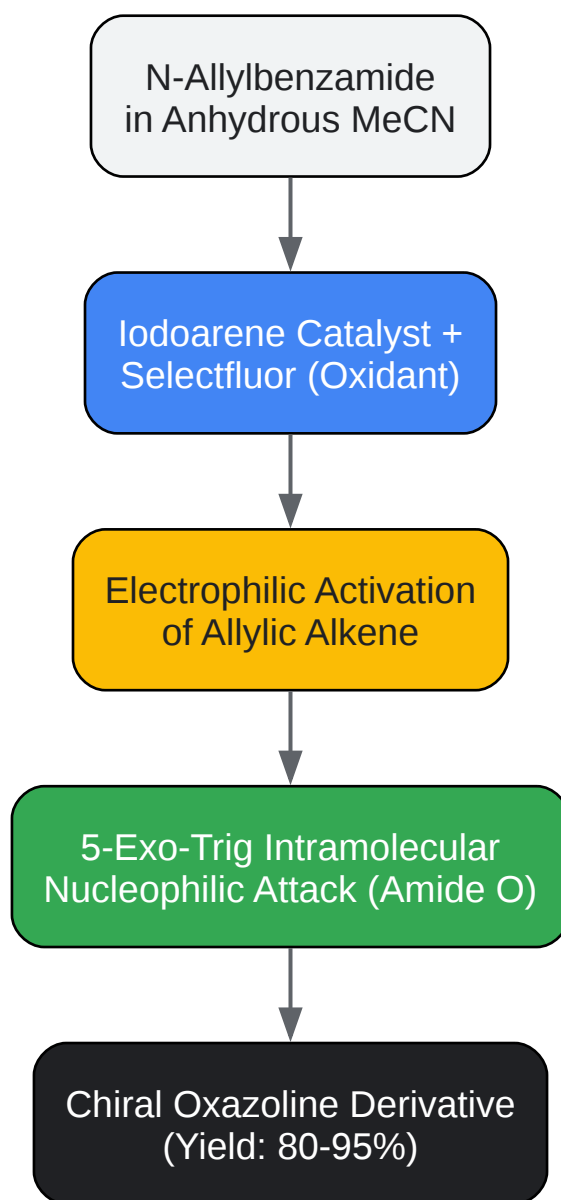 N-Allylbenzamide
in Anhydrous MeCN
Iodoarene Catalyst +
Selectfluor (Oxidant)
Electrophilic Activation
of Allylic Alkene
5-Exo-Trig Intramolecular
Nucleophilic Attack (Amide O)
Chiral Oxazoline Derivative
(Yield: 80-95%)